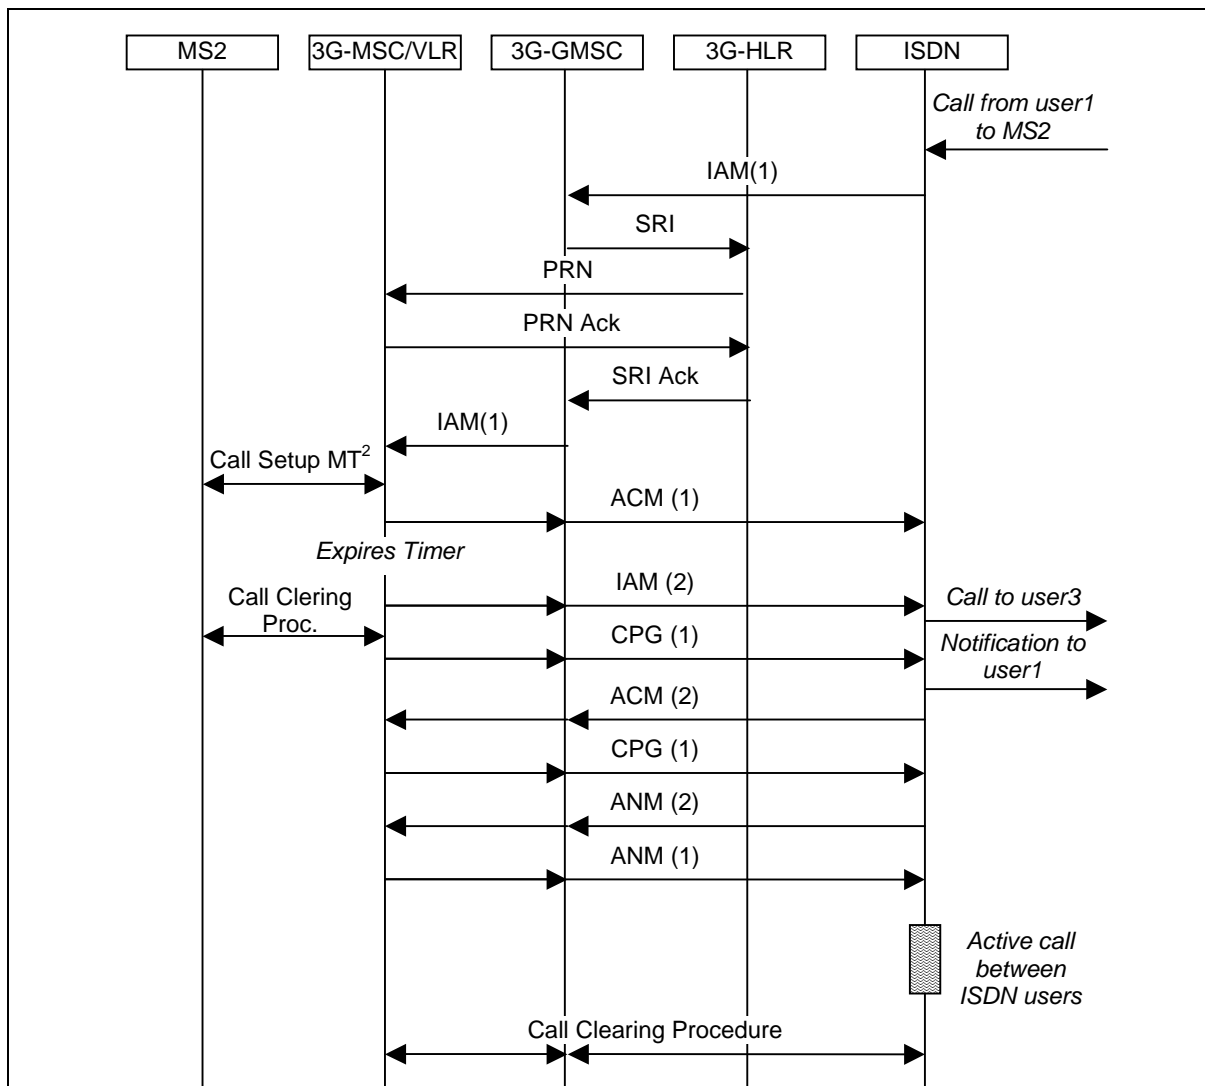 MS2
3G-MSC/VLR
3G-GMSC
3G-HLR
ISDN
Call from user1
to MS2
IAM(1)
SRI
PRN
PRN Ack
SRI Ack
IAM(1)
Call Setup MT²
ACM (1)
Expires Timer
IAM (2)
Call Clering
Proc.
Call to user3
CPG (1)
Notification to
user1
ACM (2)
CPG (1)
ANM (2)
ANM (1)
Active call
between
ISDN users
Call Clearing Procedure